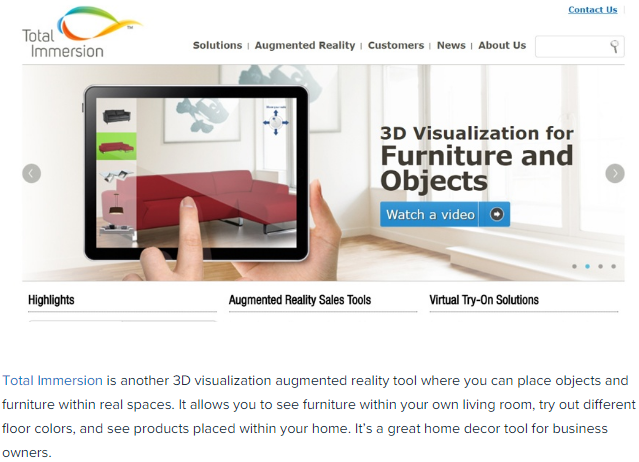 Contact Us
Total Immersion ™
Solutions | Augmented Reality | Customers | News | About Us
3D Visualization for
Furniture and
Objects
Watch a video
Highlights
Augmented Reality Sales Tools
Virtual Try-On Solutions
Total Immersion is another 3D visualization augmented reality tool where you can place objects and
furniture within real spaces. It allows you to see furniture within your own living room, try out different
floor colors, and see products placed within your home. It’s a great home decor tool for business
owners.